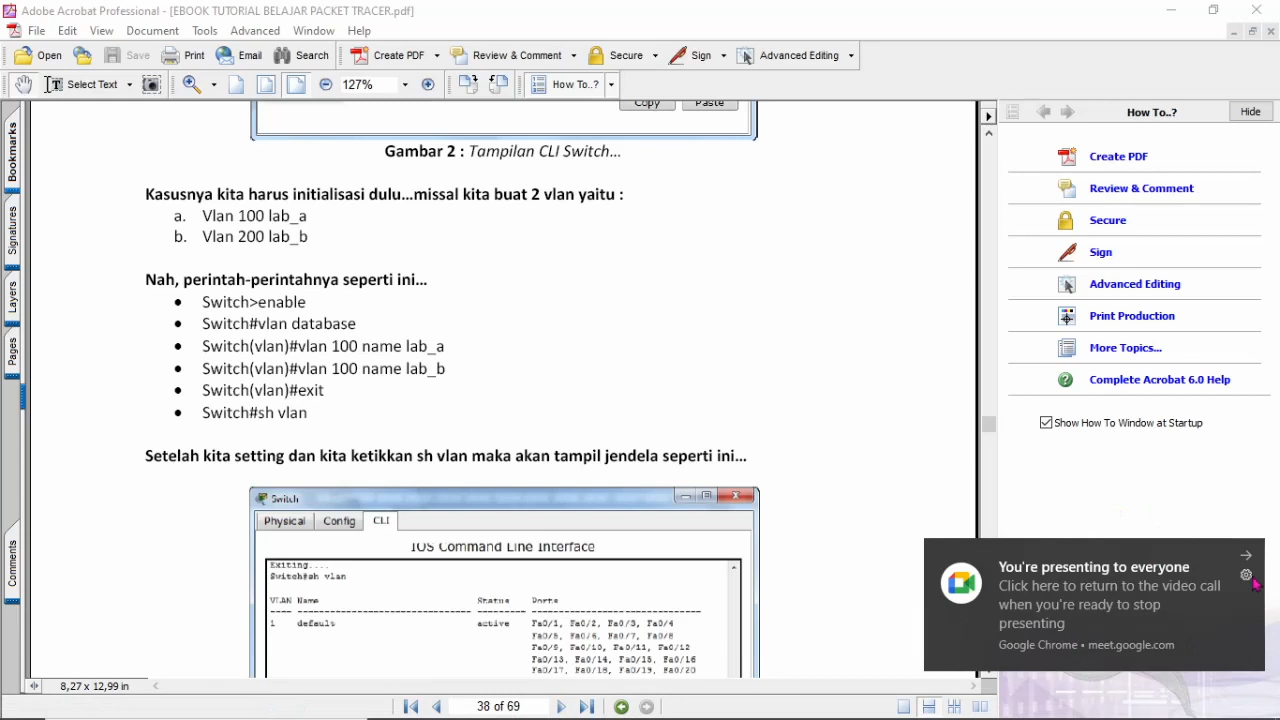 Adobe Acrobat Professional - [EBOOK TUTORIAL BELAJAR PACKET TRACER.pdf]
File Edit View Document Tools Advanced Window Help
Open Save Print Email Search Create PDF Review & Comment Secure Sign Advanced Editing
Select Text 127% How To..?
Bookmarks
Signatures
Layers
Pages
Comments
Copy Paste
Gambar 2 : Tampilan CLI Switch...
Kasusnya kita harus initialisasi dulu...missal kita buat 2 vlan yaitu :
a. Vlan 100 lab_a
b. Vlan 200 lab_b
Nah, perintah-perintahnya seperti ini...
• Switch>enable
• Switch#vlan database
• Switch(vlan)#vlan 100 name lab_a
• Switch(vlan)#vlan 100 name lab_b
• Switch(vlan)#exit
• Switch#sh vlan
Setelah kita setting dan kita ketikkan sh vlan maka akan tampil jendela seperti ini...
Switch
Physical Config CLI
IOS Command Line Interface
Exiting....
Switch#sh vlan
VLAN Name Status Ports
---- -------------------------------- --------- -------------------------------
1 default active Fa0/1, Fa0/2, Fa0/3, Fa0/4
Fa0/5, Fa0/6, Fa0/7, Fa0/8
Fa0/9, Fa0/10, Fa0/11, Fa0/12
Fa0/13, Fa0/14, Fa0/15, Fa0/16
Fa0/17, Fa0/18, Fa0/19, Fa0/20
How To..? Hide
Create PDF
Review & Comment
Secure
Sign
Advanced Editing
Print Production
More Topics...
Complete Acrobat 6.0 Help
Show How To Window at Startup
You're presenting to everyone
Click here to return to the video call
when you're ready to stop
presenting
Google Chrome • meet.google.com
8,27 x 12,99 in
38 of 69